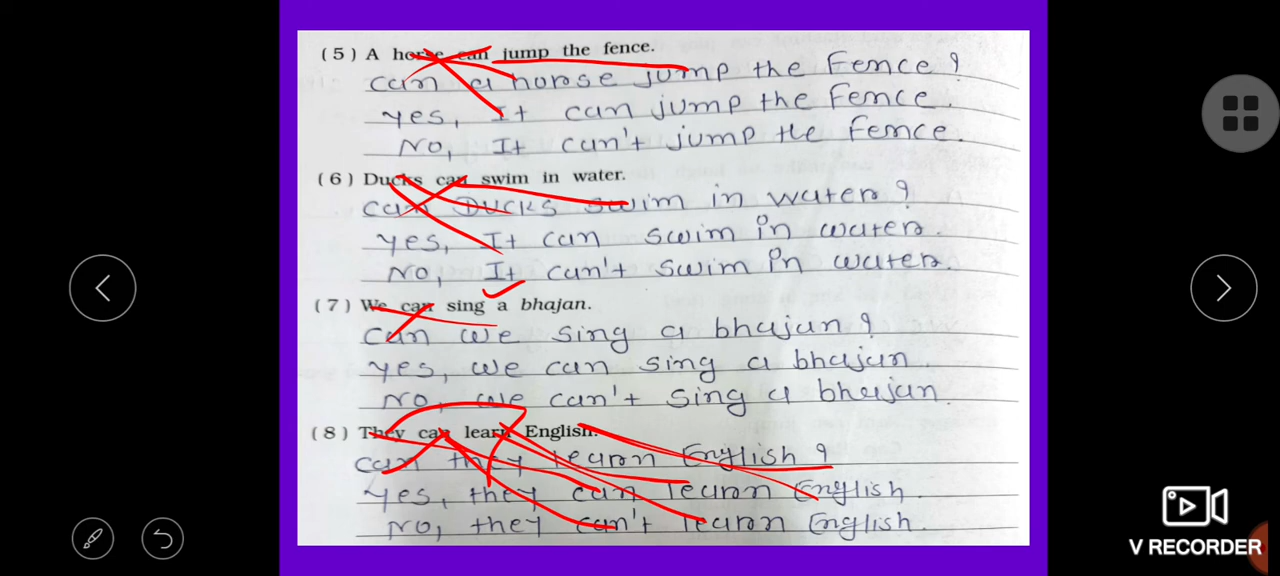 (5) A horse can jump the fence.
Can a horse jump the Fence?
Yes, It can jump the Fence.
No, It can't jump the Fence.
(6) Ducks can swim in water.
Can Ducks swim in water?
Yes, It can swim in water.
No, It can't swim in water.
(7) We can sing a bhajan.
Can we sing a bhajan?
Yes, we can sing a bhajan
No, we can't sing a bhajan.
(8) They can learn English.
Can they learn English?
Yes, they can learn English.
No, they can't learn English.
V RECORDER